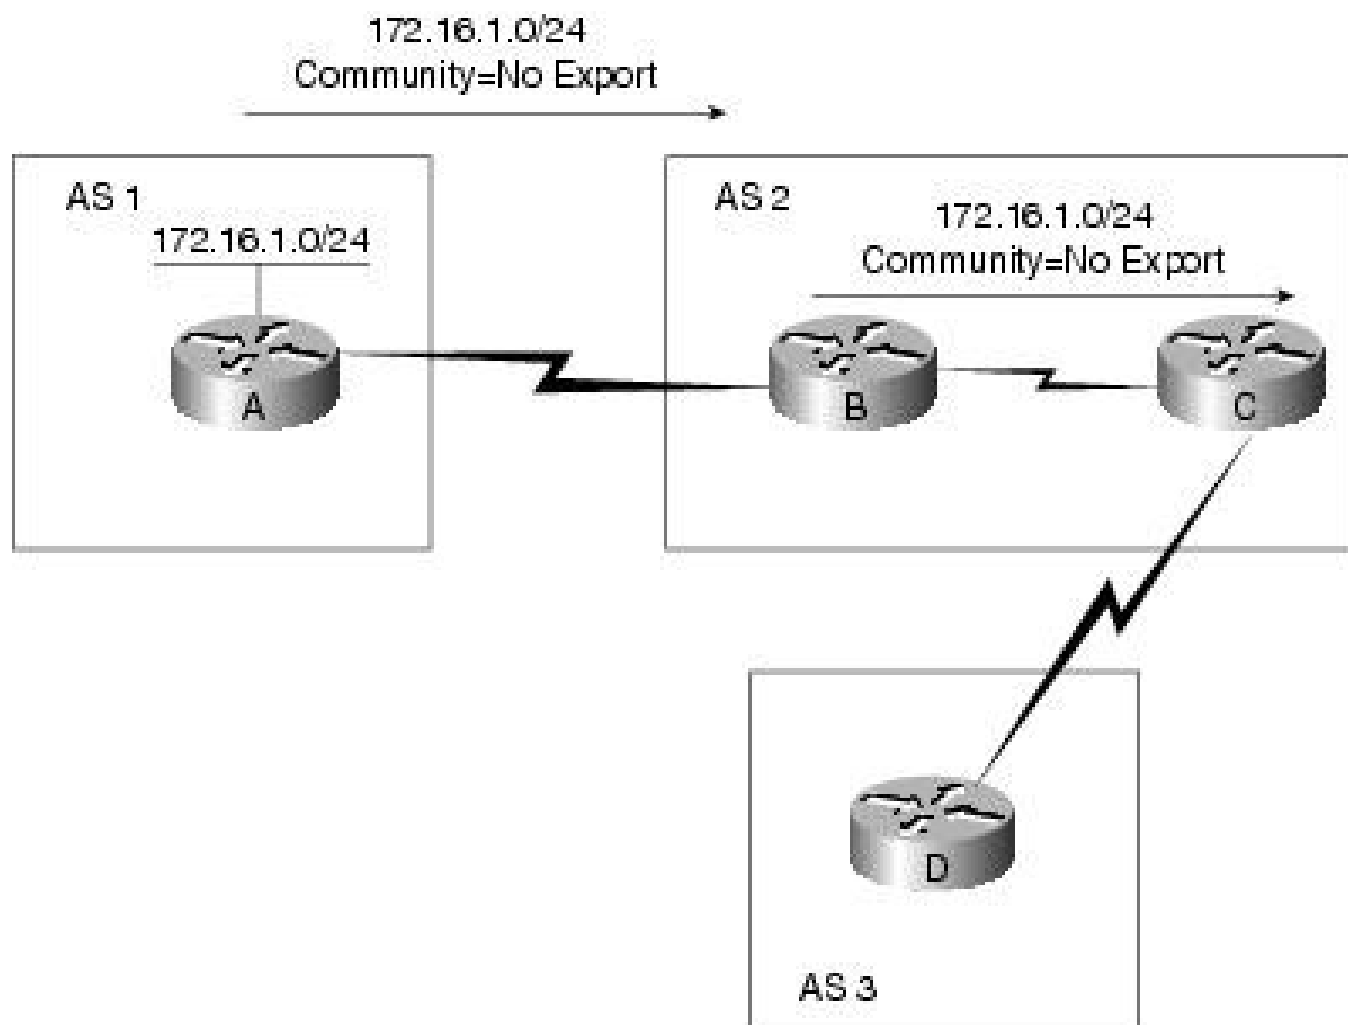 172.16.1.0/24
Community=No Export
AS 1
172.16.1.0/24
A
AS 2
172.16.1.0/24
Community=No Export
B
C
D
AS 3